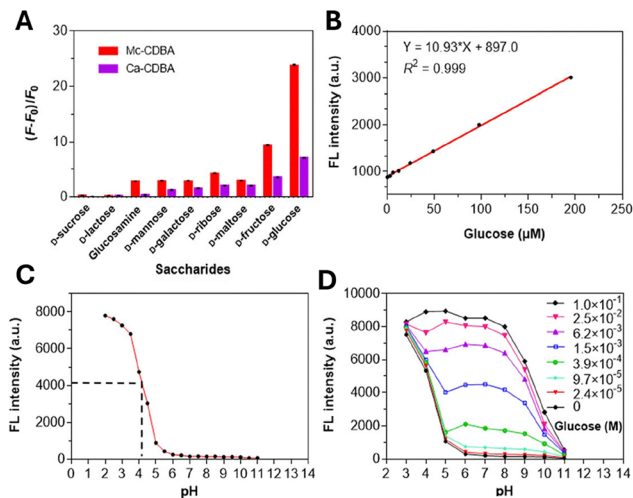 A
Mc-CDBA
Ca-CDBA
(F-F0)/F0
30
20
10
0
D-sucrose
D-lactose
Glucosamine
D-mannose
D-galactose
D-ribose
D-maltose
D-fructose
D-glucose
Saccharides
B
Y = 10.93*X + 897.0
R² = 0.999
FL intensity (a.u.)
4000
3000
2000
1000
0
50
100
150
200
250
Glucose (µM)
C
FL intensity (a.u.)
8000
6000
4000
2000
0
0 1 2 3 4 5 6 7 8 9 10 11 12 13 14
pH
D
FL intensity (a.u.)
10000
8000
6000
4000
2000
0
2 3 4 5 6 7 8 9 10 11 12 13 14
pH
1.0×10⁻¹
2.5×10⁻²
6.2×10⁻³
1.5×10⁻³
3.9×10⁻⁴
9.7×10⁻⁵
2.4×10⁻⁵
0
Glucose (M)